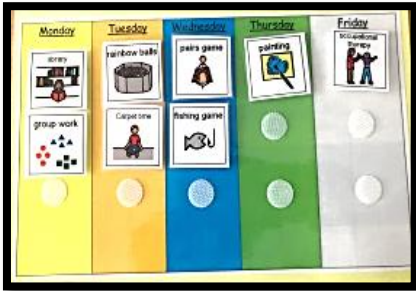 Monday
Tuesday
Wednesday
Thursday
Friday
library
rainbow balls
pairs game
painting
occupational
therapy
group work
Carpet time
fishing game